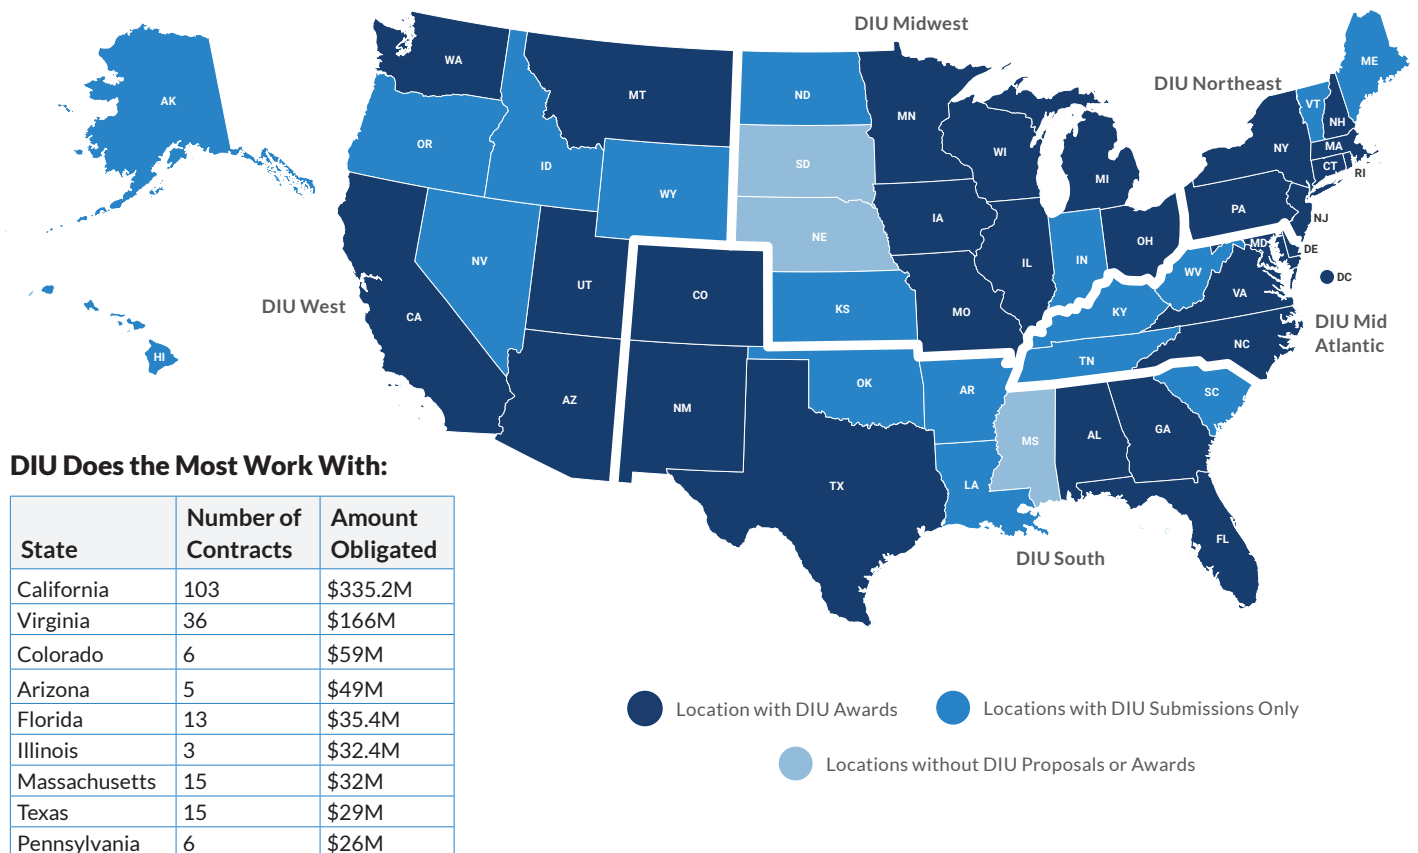 DIU Midwest
DIU Northeast
DIU West
DIU Mid
Atlantic
DIU South
AK
HI
WA
MT
OR
ID
WY
NV
UT
CA
AZ
CO
NM
TX
OK
AR
LA
MS
AL
GA
FL
SC
ND
SD
NE
KS
MN
IA
MO
WI
IL
MI
IN
OH
KY
TN
WV
VA
NC
MD
DE
DC
PA
NJ
NY
CT
RI
MA
VT
NH
ME
DIU Does the Most Work With:
State Number of Contracts Amount Obligated
California 103 $335.2M
Virginia 36 $166M
Colorado 6 $59M
Arizona 5 $49M
Florida 13 $35.4M
Illinois 3 $32.4M
Massachusetts 15 $32M
Texas 15 $29M
Pennsylvania 6 $26M
Location with DIU Awards
Locations with DIU Submissions Only
Locations without DIU Proposals or Awards